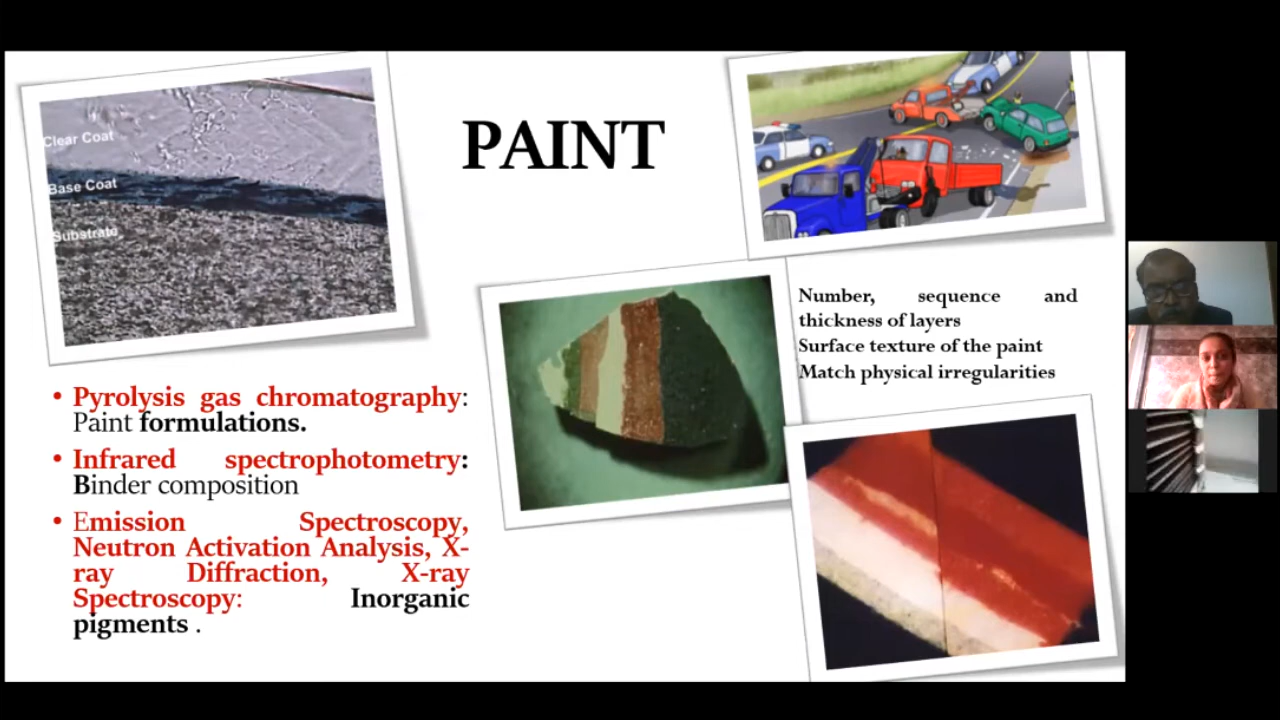 PAINT
Clear Coat
Base Coat
Substrate
Number, sequence and
thickness of layers
Surface texture of the paint
Match physical irregularities
• Pyrolysis gas chromatography:
Paint formulations.
• Infrared spectrophotometry:
Binder composition
• Emission Spectroscopy,
Neutron Activation Analysis, X-
ray Diffraction, X-ray
Spectroscopy: Inorganic
pigments .